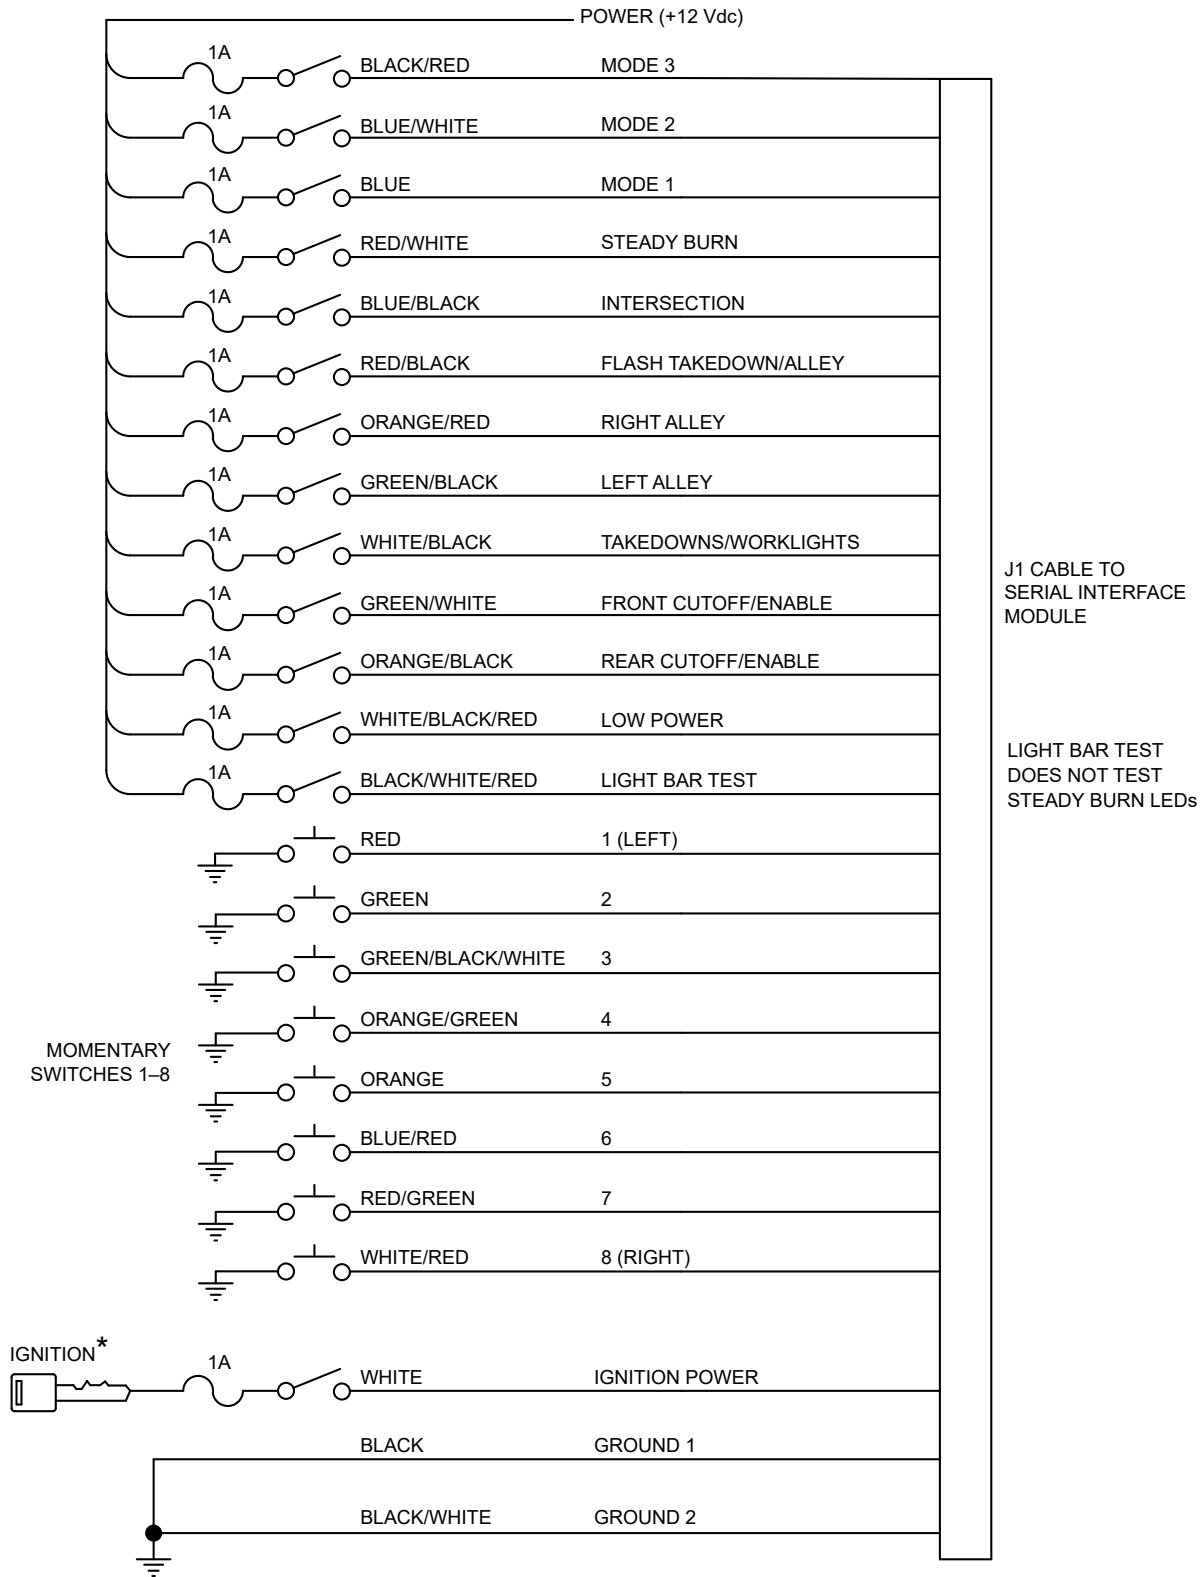 POWER (+12 Vdc)
1A BLACK/RED MODE 3
1A BLUE/WHITE MODE 2
1A BLUE MODE 1
1A RED/WHITE STEADY BURN
1A BLUE/BLACK INTERSECTION
1A RED/BLACK FLASH TAKEDOWN/ALLEY
1A ORANGE/RED RIGHT ALLEY
1A GREEN/BLACK LEFT ALLEY
1A WHITE/BLACK TAKEDOWNS/WORKLIGHTS
1A GREEN/WHITE FRONT CUTOFF/ENABLE
1A ORANGE/BLACK REAR CUTOFF/ENABLE
1A WHITE/BLACK/RED LOW POWER
1A BLACK/WHITE/RED LIGHT BAR TEST
J1 CABLE TO
SERIAL INTERFACE
MODULE
LIGHT BAR TEST
DOES NOT TEST
STEADY BURN LEDs
RED 1 (LEFT)
GREEN 2
GREEN/BLACK/WHITE 3
ORANGE/GREEN 4
MOMENTARY
SWITCHES 1–8
ORANGE 5
BLUE/RED 6
RED/GREEN 7
WHITE/RED 8 (RIGHT)
IGNITION*
1A WHITE IGNITION POWER
BLACK GROUND 1
BLACK/WHITE GROUND 2